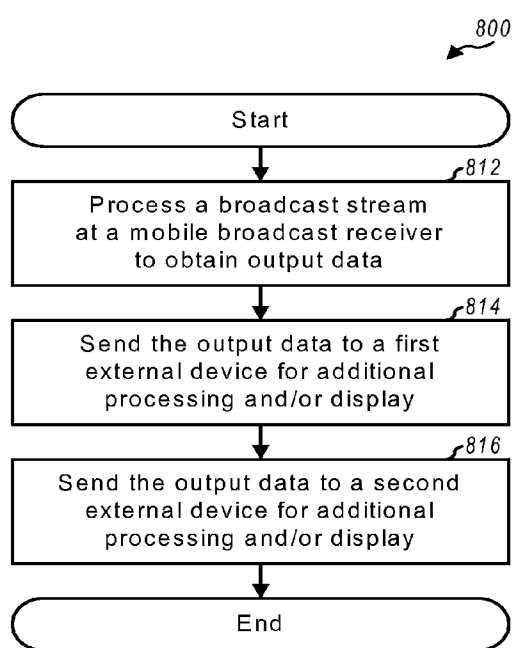 800
Start
812
Process a broadcast stream
at a mobile broadcast receiver
to obtain output data
814
Send the output data to a first
external device for additional
processing and/or display
816
Send the output data to a second
external device for additional
processing and/or display
End